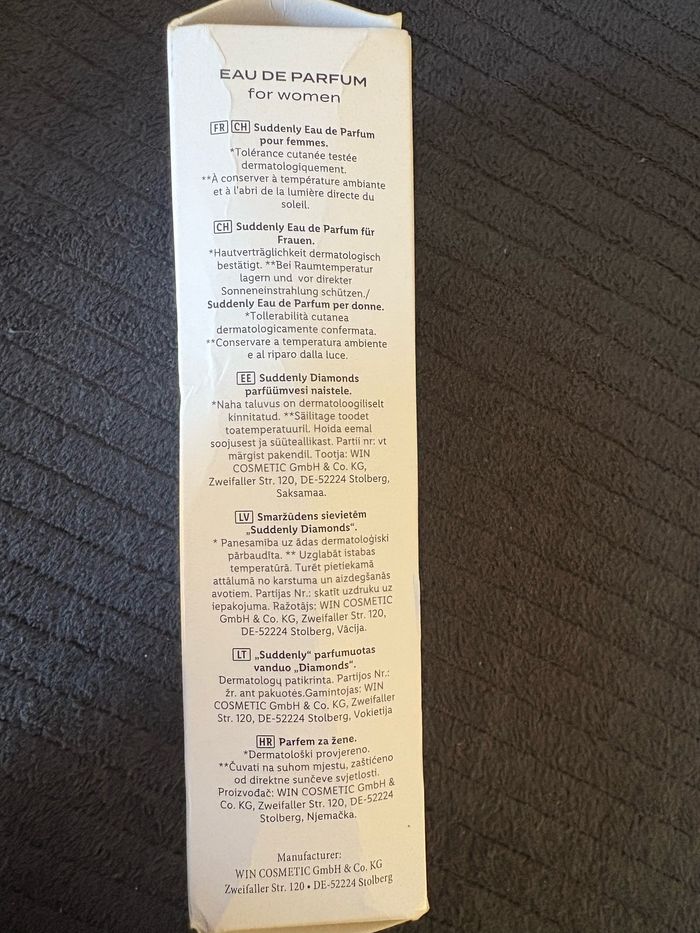 EAU DE PARFUM
for women
FR CH Suddenly Eau de Parfum
pour femmes.
*Tolérance cutanée testée
dermatologiquement.
**À conserver à température ambiante
et à l'abri de la lumière directe du
soleil.
CH Suddenly Eau de Parfum für
Frauen.
*Hautverträglichkeit dermatologisch
bestätigt. **Bei Raumtemperatur
lagern und vor direkter
Sonneneinstrahlung schützen./
Suddenly Eau de Parfum per donne.
*Tollerabilità cutanea
dermatologicamente confermata.
**Conservare a temperatura ambiente
e al riparo dalla luce.
EE Suddenly Diamonds
parfüümvesi naistele.
*Naha taluvus on dermatoloogiliselt
kinnitatud. **Säilitage toodet
toatemperatuuril. Hoida eemal
soojusest ja süüteallikast. Partii nr: vt
märgist pakendil. Tootja: WIN
COSMETIC GmbH & Co. KG,
Zweifaller Str. 120, DE-52224 Stolberg,
Saksamaa.
LV Smaržūdens sievietēm
„Suddenly Diamonds“.
* Panesamība uz ādas dermatoloģiski
pārbaudīta. ** Uzglabāt istabas
temperatūrā. Turēt pietiekamā
attālumā no karstuma un aizdegšanās
avotiem. Partijas Nr.: skatīt uzdruku uz
iepakojuma. Ražotājs: WIN COSMETIC
GmbH & Co. KG, Zweifaller Str. 120,
DE-52224 Stolberg, Vācija.
LT „Suddenly“ parfumuotas
vanduo „Diamonds“.
Dermatologų patikrinta. Partijos Nr.:
žr. ant pakuotės.Gamintojas: WIN
COSMETIC GmbH & Co. KG, Zweifaller
Str. 120, DE-52224 Stolberg, Vokietija
HR Parfem za žene.
*Dermatološki provjereno.
**Čuvati na suhom mjestu, zaštićeno
od direktne sunčeve svjetlosti.
Proizvođač: WIN COSMETIC GmbH &
Co. KG, Zweifaller Str. 120, DE-52224
Stolberg, Njemačka.
Manufacturer:
WIN COSMETIC GmbH & Co. KG
Zweifaller Str. 120 • DE-52224 Stolberg